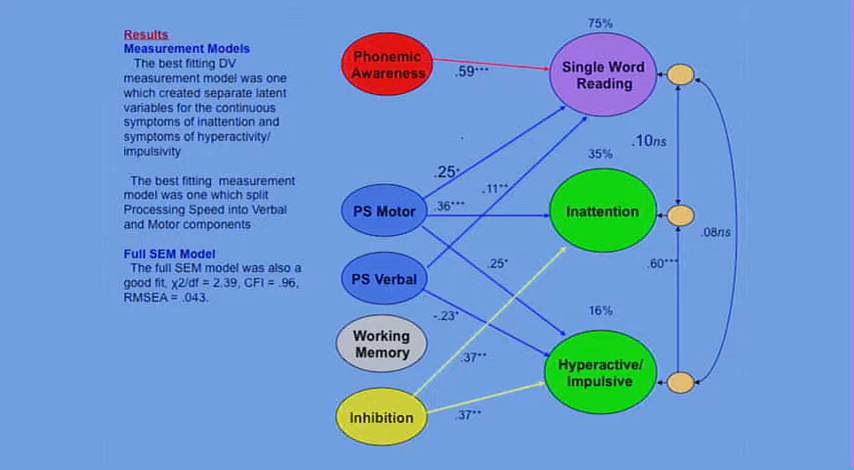 Results
Measurement Models
The best fitting DV
measurement model was one
which created separate latent
variables for the continuous
symptoms of inattention and
symptoms of hyperactivity/
impulsivity
The best fitting measurement
model was one which split
Processing Speed into Verbal
and Motor components
Full SEM Model
The full SEM model was also a
good fit, χ2/df = 2.39, CFI = .96,
RMSEA = .043.
75%
Phonemic
Awareness
.59***
Single Word
Reading
.10ns
35%
.25*
.11**
.36***
PS Motor
Inattention
.08ns
.25*
.60***
PS Verbal
-.23*
16%
Working
Memory
.37**
Hyperactive/
Impulsive
Inhibition
.37**